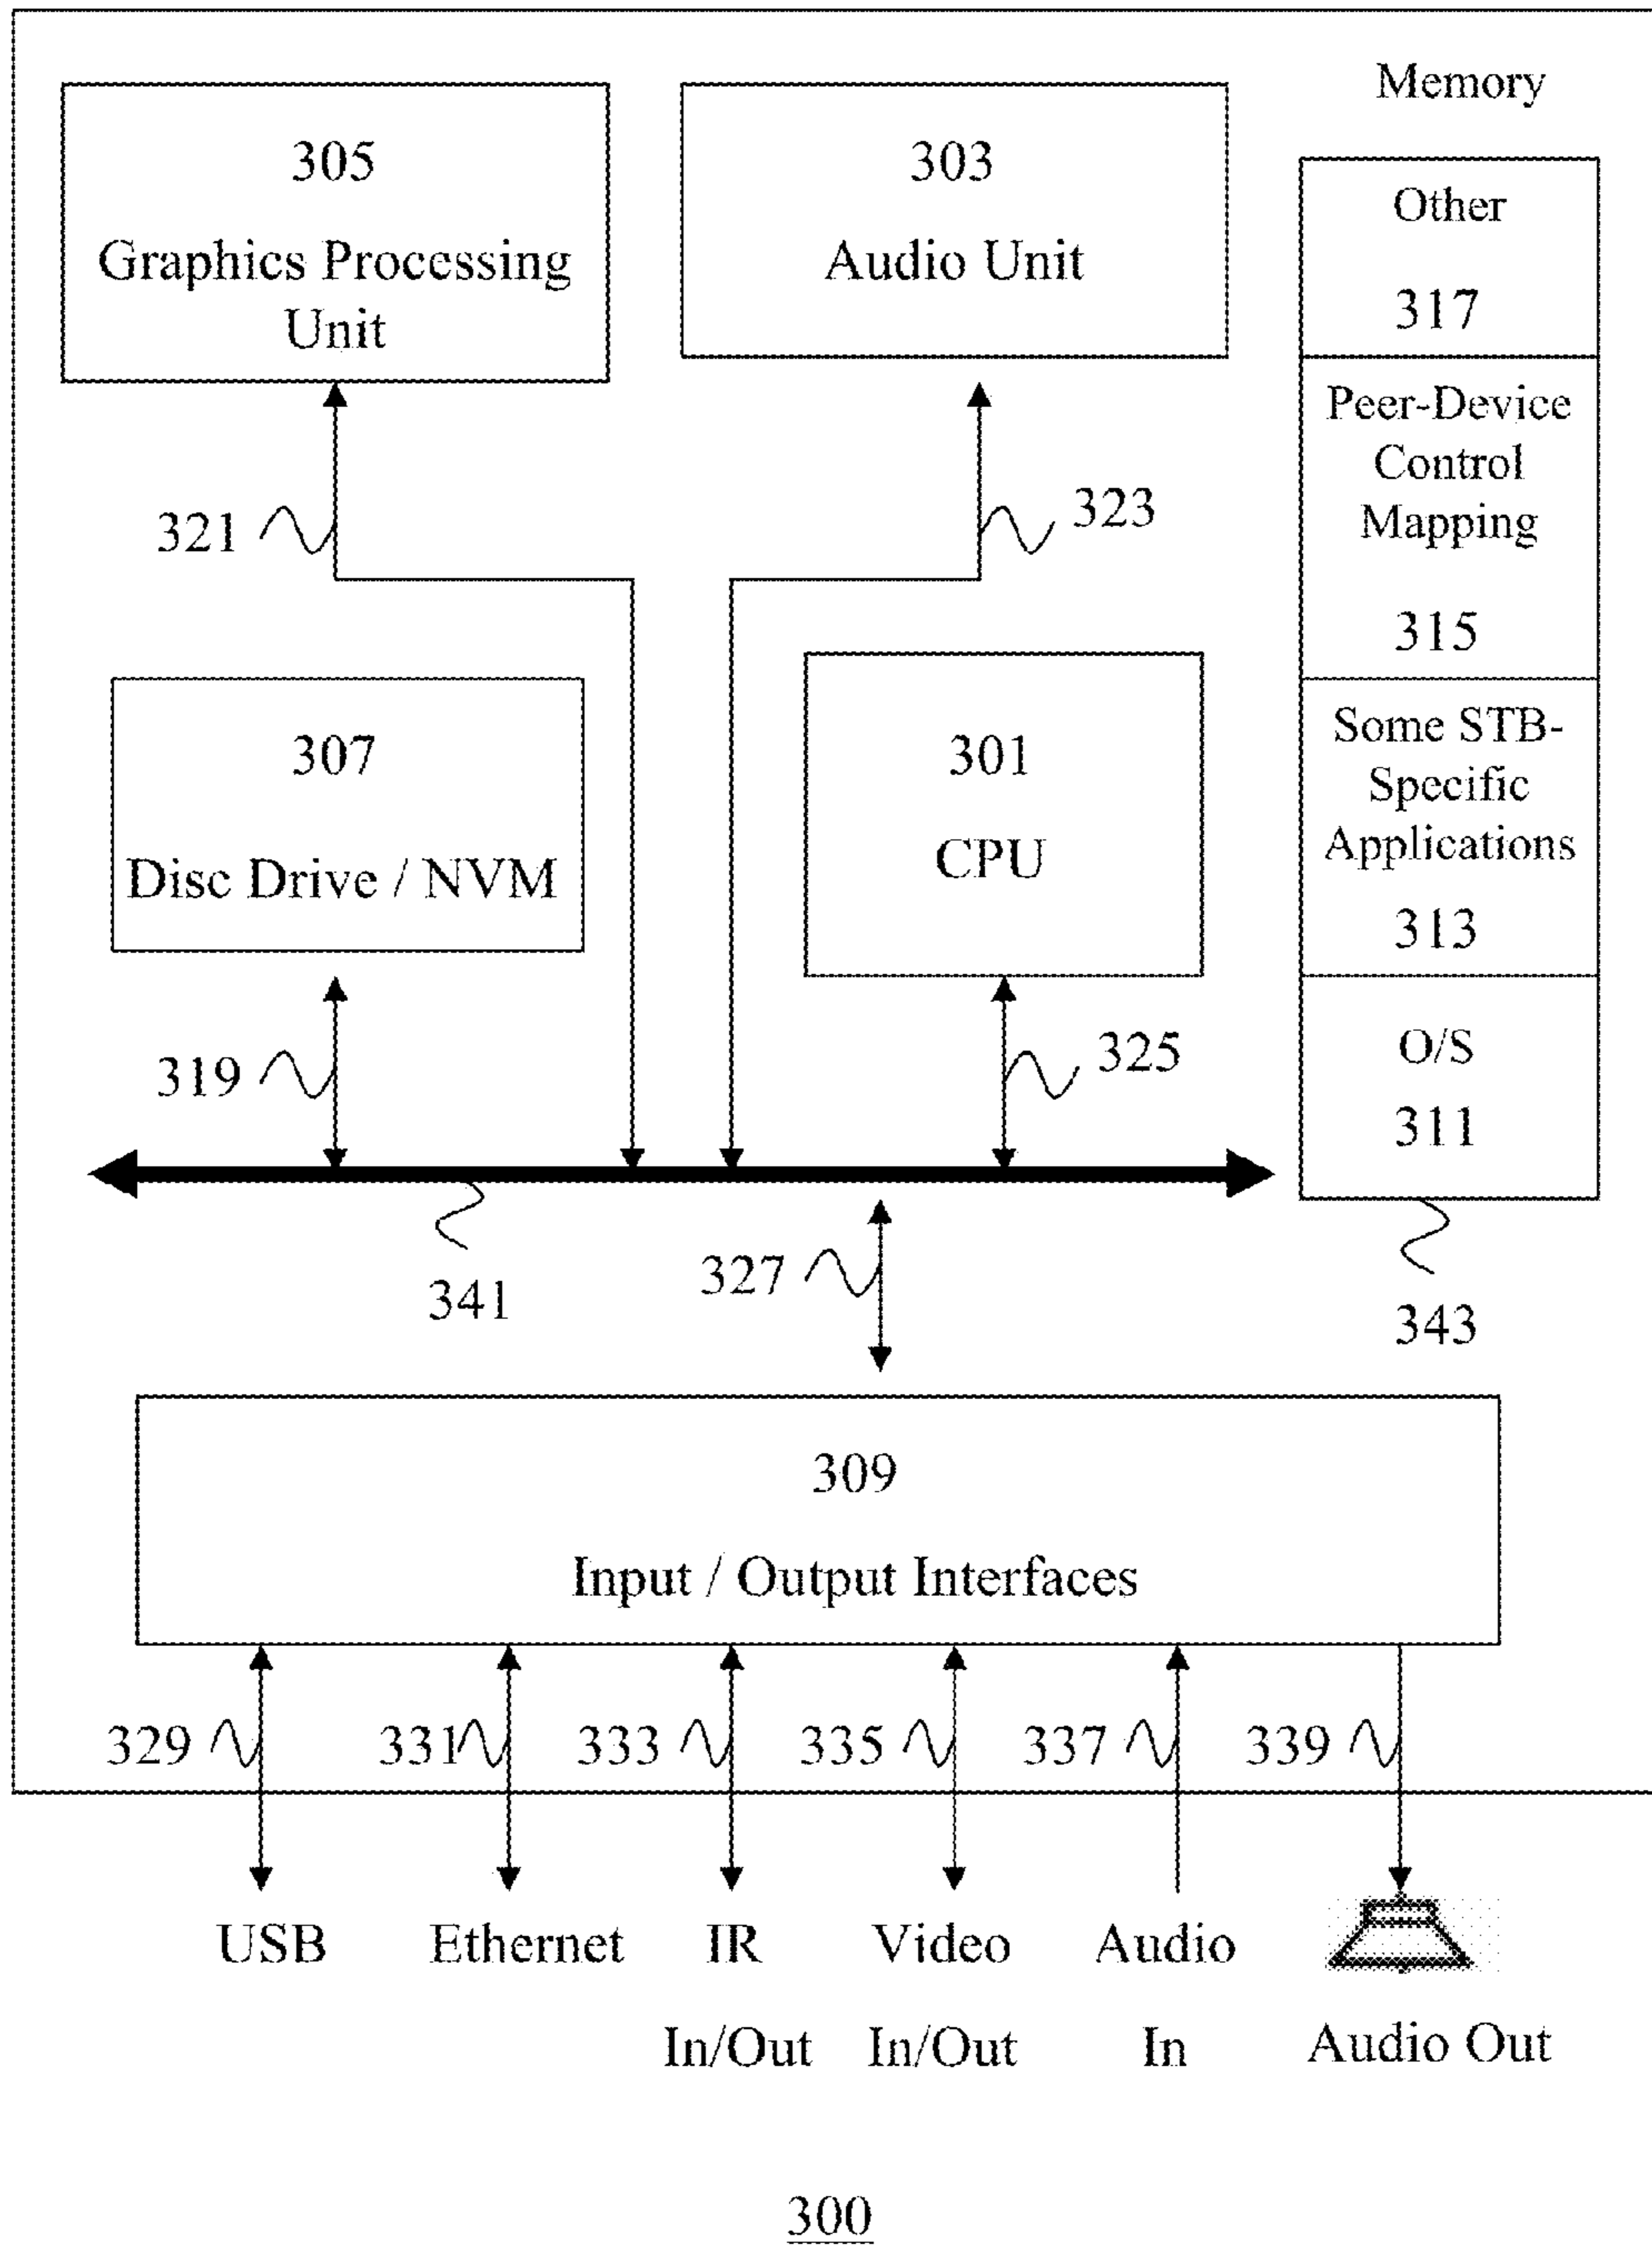 Memory
305
Graphics Processing
Unit
303
Audio Unit
Other
317
Peer-Device
Control
Mapping
315
321
323
307
Disc Drive / NVM
301
CPU
Some STB-
Specific
Applications
313
319
325
O/S
311
341
327
343
309
Input / Output Interfaces
329
331
333
335
337
339
USB
Ethernet
IR
In/Out
Video
In/Out
Audio
In
Audio Out
300